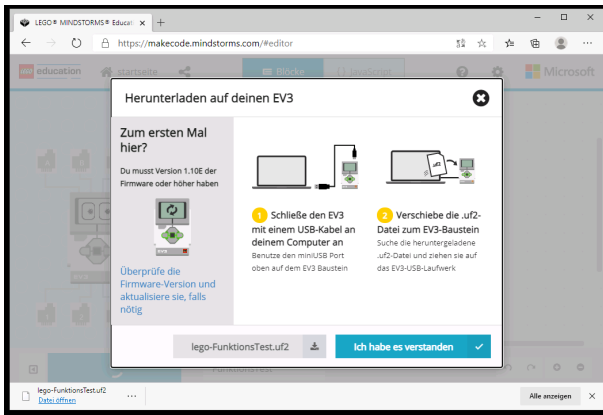 LEGO® MINDSTORMS® Educati
https://makecode.mindstorms.com/#editor
education
startseite
Blöcke
{} JavaScript
Microsoft
Herunterladen auf deinen EV3
Zum ersten Mal
hier?
Du musst Version 1.10E der
Firmware oder höher haben
EV3
Überprüfe die
Firmware-Version und
aktualisiere sie, falls
nötig
1 Schließe den EV3
mit einem USB-Kabel an
deinem Computer an
Benutze den miniUSB Port
oben auf dem EV3 Baustein
uf2
2 Verschiebe die .uf2-
Datei zum EV3-Baustein
Suche die heruntergeladene
.uf2-Datei und ziehen sie auf
das EV3-USB-Laufwerk
lego-FunktionsTest.uf2
Ich habe es verstanden
FunktionsTest
lego-FunktionsTest.uf2
Datei öffnen
Alle anzeigen